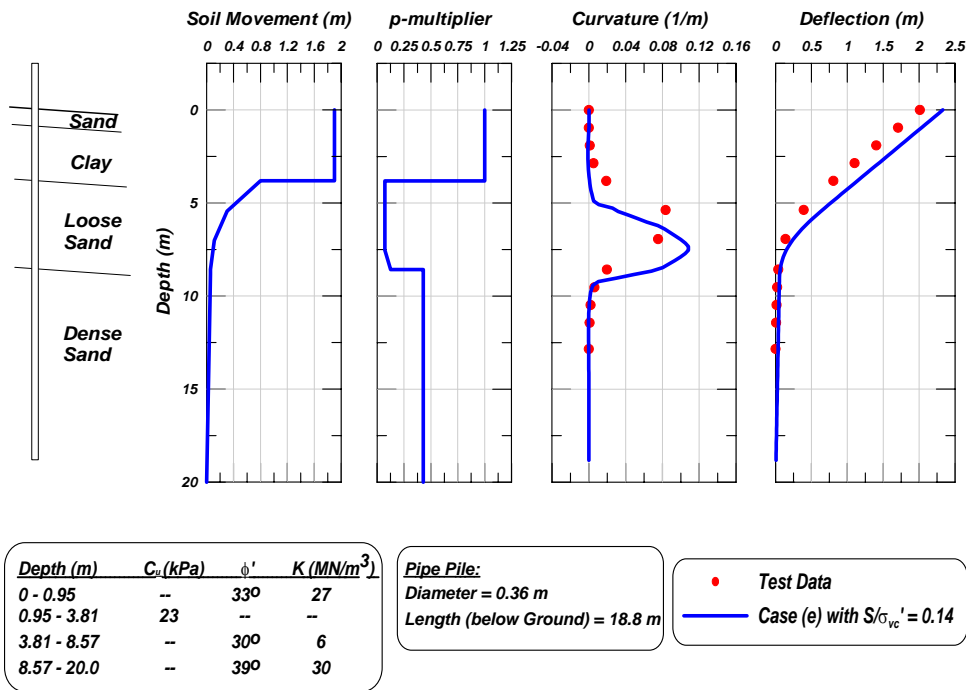 Soil Movement (m)
0 0.4 0.8 1.2 1.6 2
p-multiplier
0 0.25 0.5 0.75 1 1.25
Curvature (1/m)
-0.04 0 0.04 0.08 0.12 0.16
Deflection (m)
0 0.5 1 1.5 2 2.5
Sand
Clay
Loose
Sand
Dense
Sand
Depth (m)
0
5
10
15
20
Depth (m) Cu (kPa) ϕ' K (MN/m³)
0 - 0.95 -- 33º 27
0.95 - 3.81 23 -- --
3.81 - 8.57 -- 30º 6
8.57 - 20.0 -- 39º 30
Pipe Pile:
Diameter = 0.36 m
Length (below Ground) = 18.8 m
Test Data
Case (e) with S/σvc' = 0.14